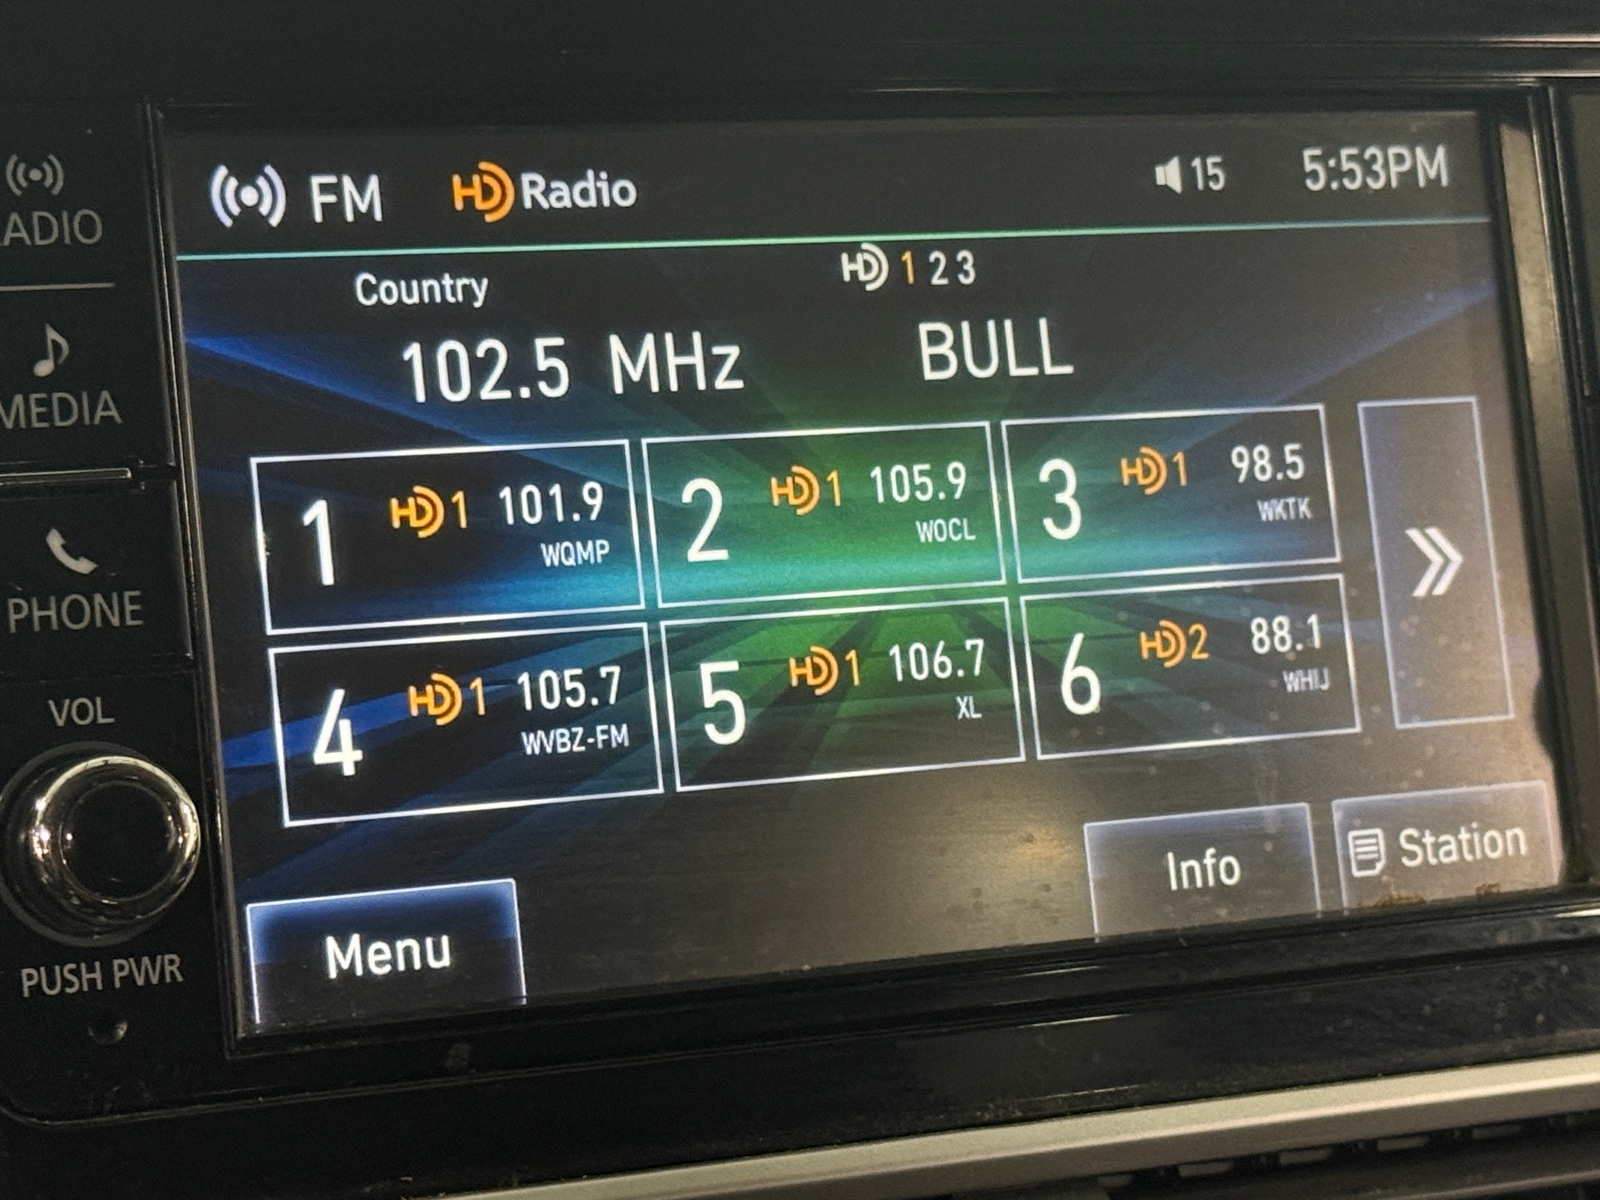 FM HD Radio 15 5:53PM
RADIO
Country HD 1 2 3
102.5 MHz BULL
MEDIA
1 HD 1 101.9
WQMP
2 HD 1 105.9
WOCL
3 HD 1 98.5
WKTK
PHONE
4 HD 1 105.7
WVBZ-FM
5 HD 1 106.7
XL
6 HD 2 88.1
WHIJ
VOL
Menu
Info
Station
PUSH PWR